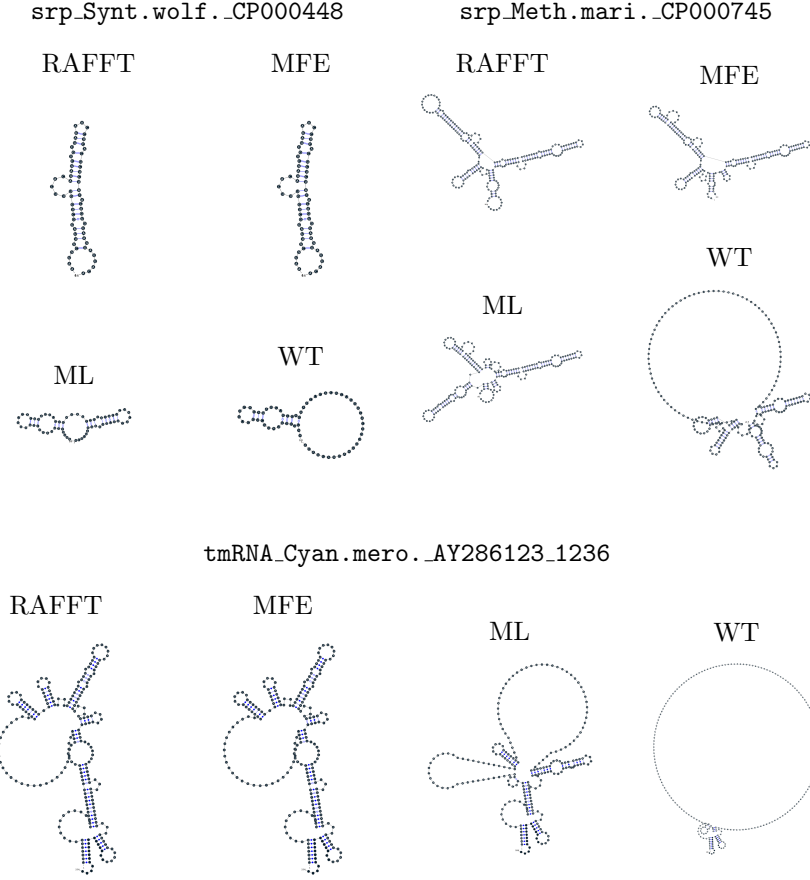 srp_Synt.wolf._CP000448
srp_Meth.mari._CP000745
RAFFT
MFE
RAFFT
MFE
ML
WT
ML
WT
tmRNA_Cyan.mero._AY286123_1236
RAFFT
MFE
ML
WT